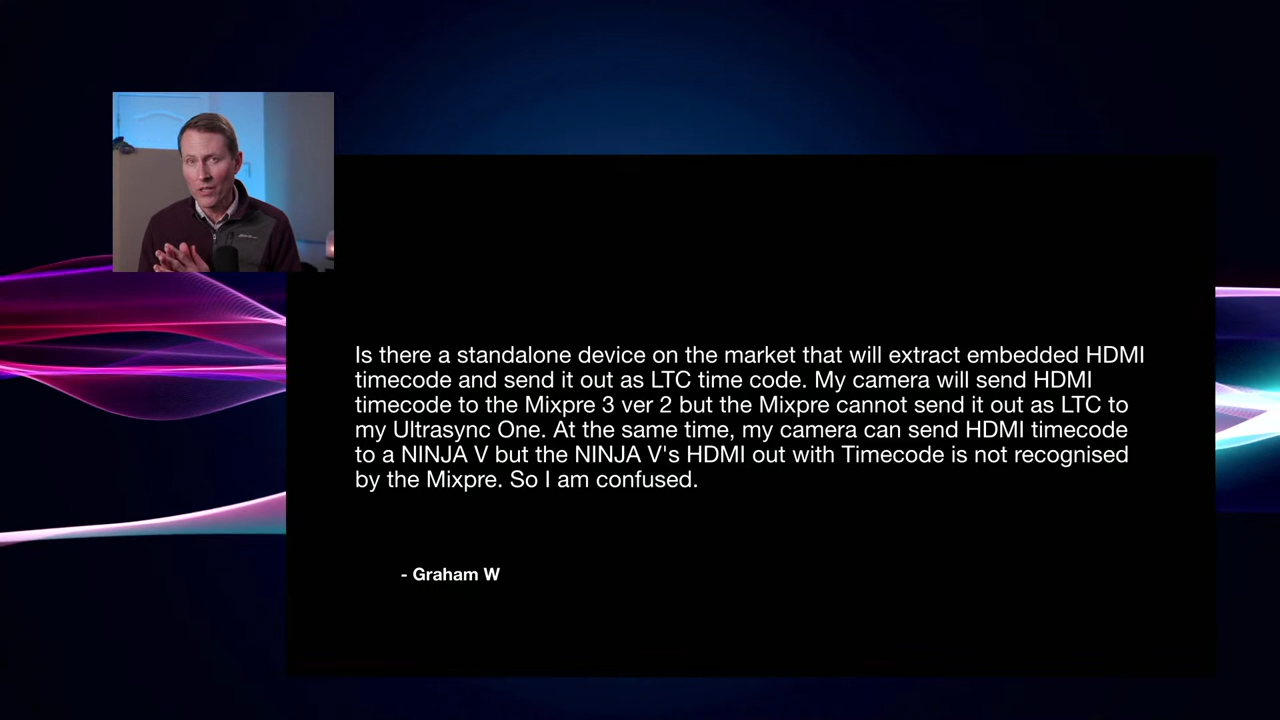 Is there a standalone device on the market that will extract embedded HDMI
timecode and send it out as LTC time code. My camera will send HDMI
timecode to the Mixpre 3 ver 2 but the Mixpre cannot send it out as LTC to
my Ultrasync One. At the same time, my camera can send HDMI timecode
to a NINJA V but the NINJA V's HDMI out with Timecode is not recognised
by the Mixpre. So I am confused.
- Graham W